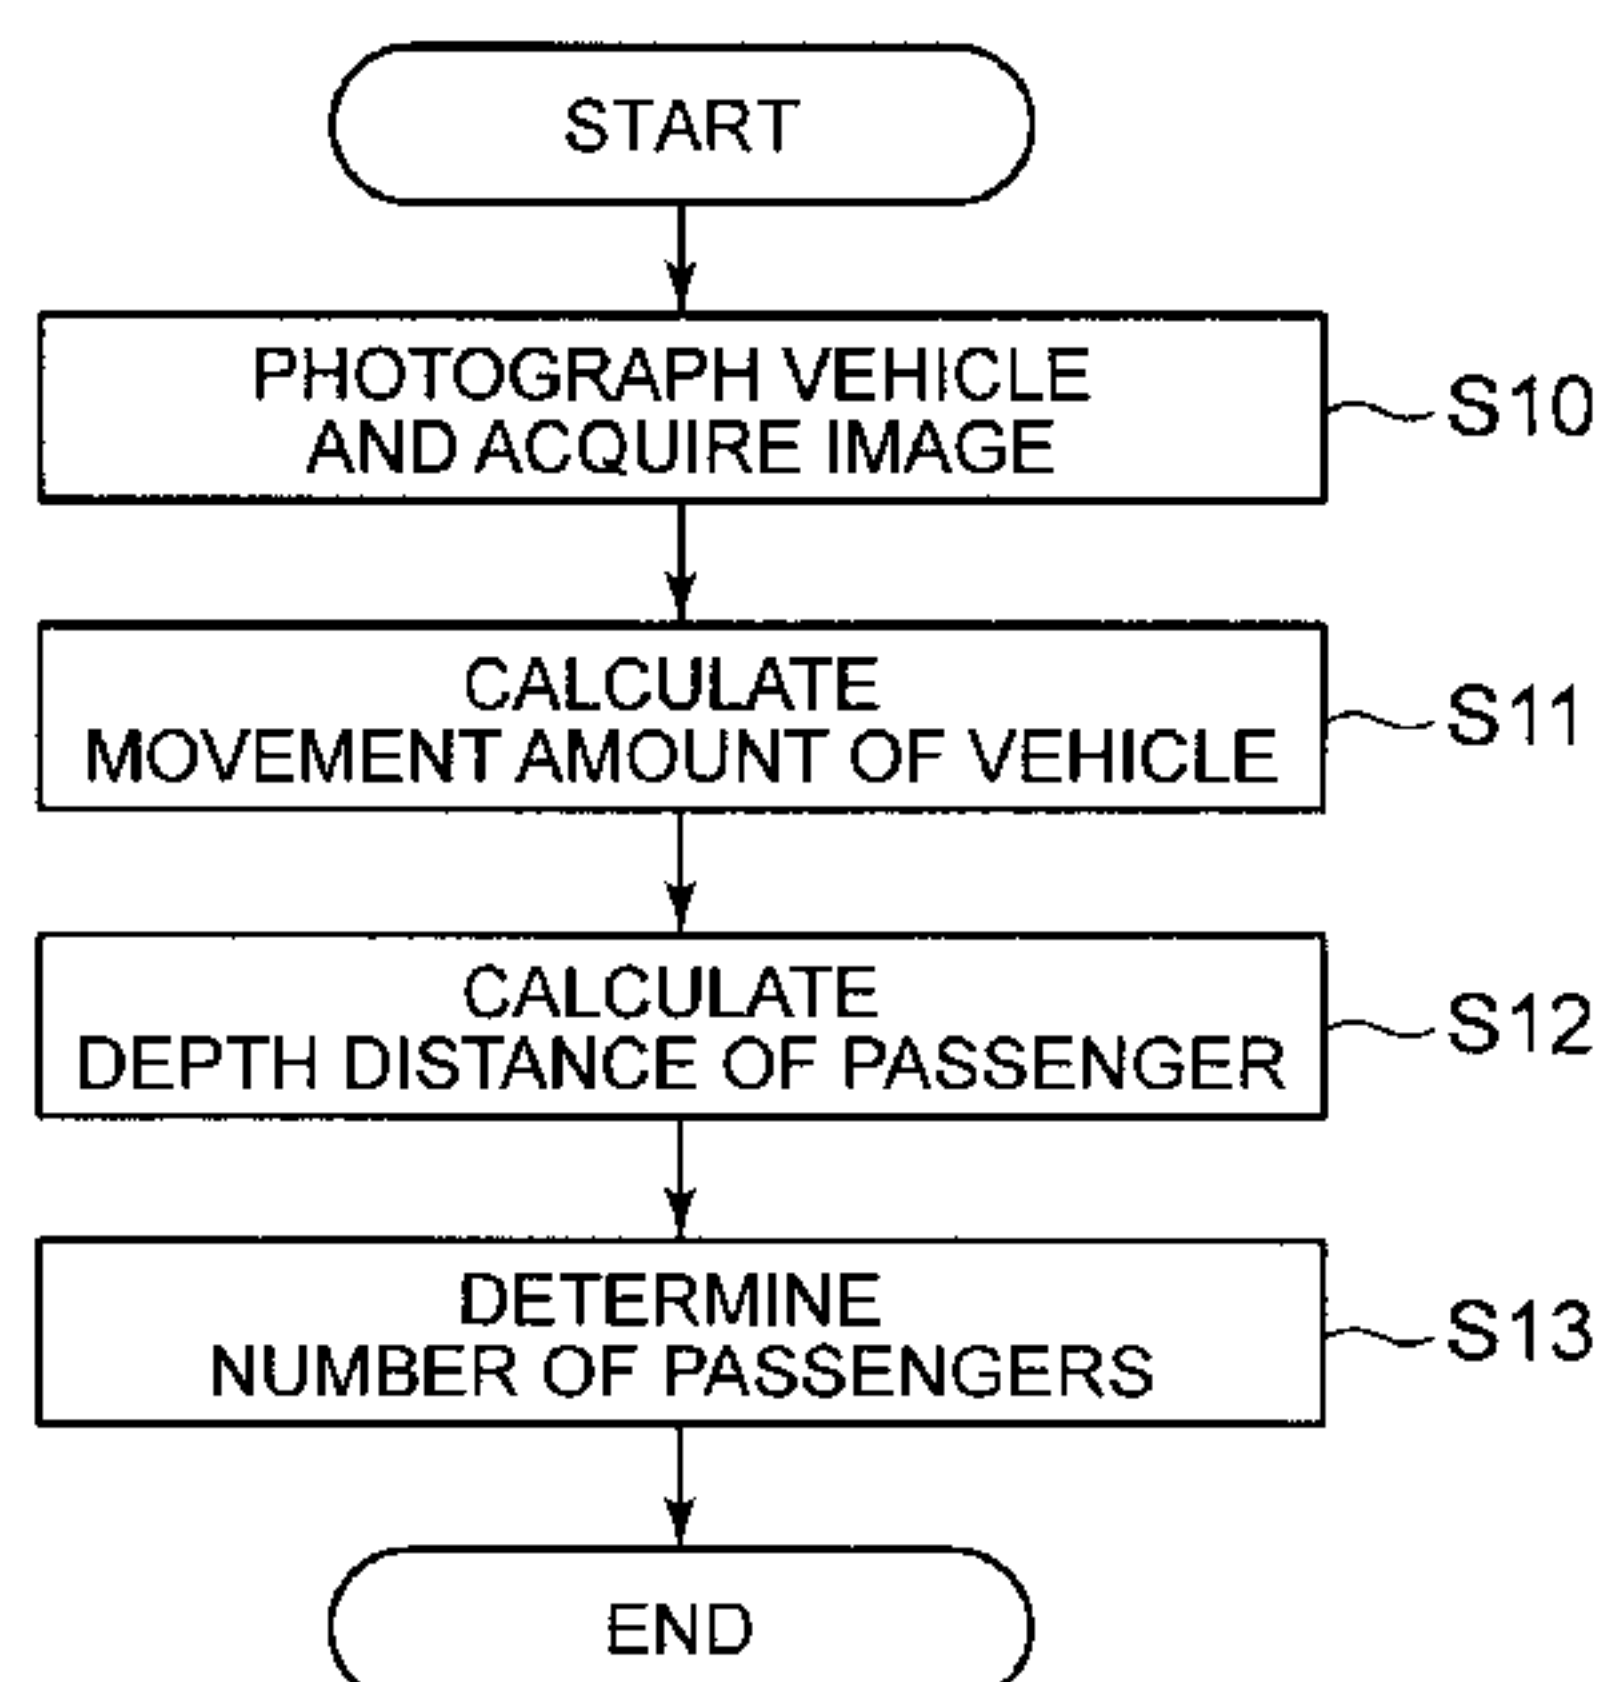 START
PHOTOGRAPH VEHICLE
AND ACQUIRE IMAGE
S10
CALCULATE
MOVEMENT AMOUNT OF VEHICLE
S11
CALCULATE
DEPTH DISTANCE OF PASSENGER
S12
DETERMINE
NUMBER OF PASSENGERS
S13
END